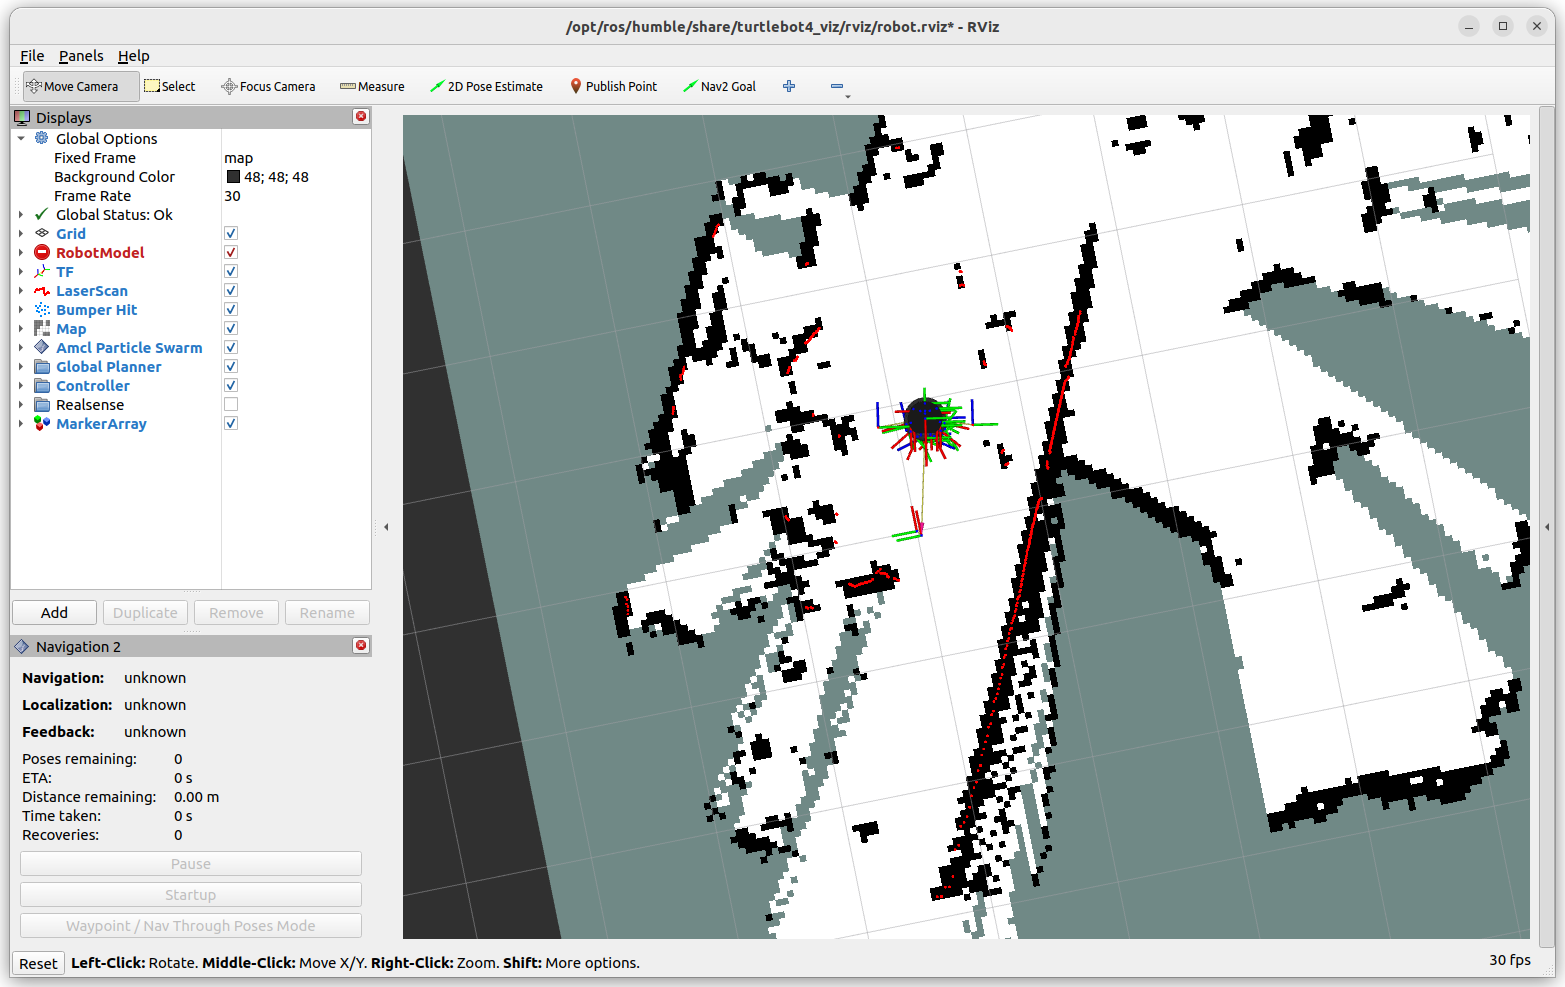 /opt/ros/humble/share/turtlebot4_viz/rviz/robot.rviz* - RViz
File Panels Help
Move Camera Select Focus Camera Measure 2D Pose Estimate Publish Point Nav2 Goal
Displays
Global Options
Fixed Frame map
Background Color 48; 48; 48
Frame Rate 30
Global Status: Ok
Grid
RobotModel
TF
LaserScan
Bumper Hit
Map
Amcl Particle Swarm
Global Planner
Controller
Realsense
MarkerArray
Add Duplicate Remove Rename
Navigation 2
Navigation: unknown
Localization: unknown
Feedback: unknown
Poses remaining: 0
ETA: 0 s
Distance remaining: 0.00 m
Time taken: 0 s
Recoveries: 0
Pause
Startup
Waypoint / Nav Through Poses Mode
Reset Left-Click: Rotate. Middle-Click: Move X/Y. Right-Click: Zoom. Shift: More options. 30 fps